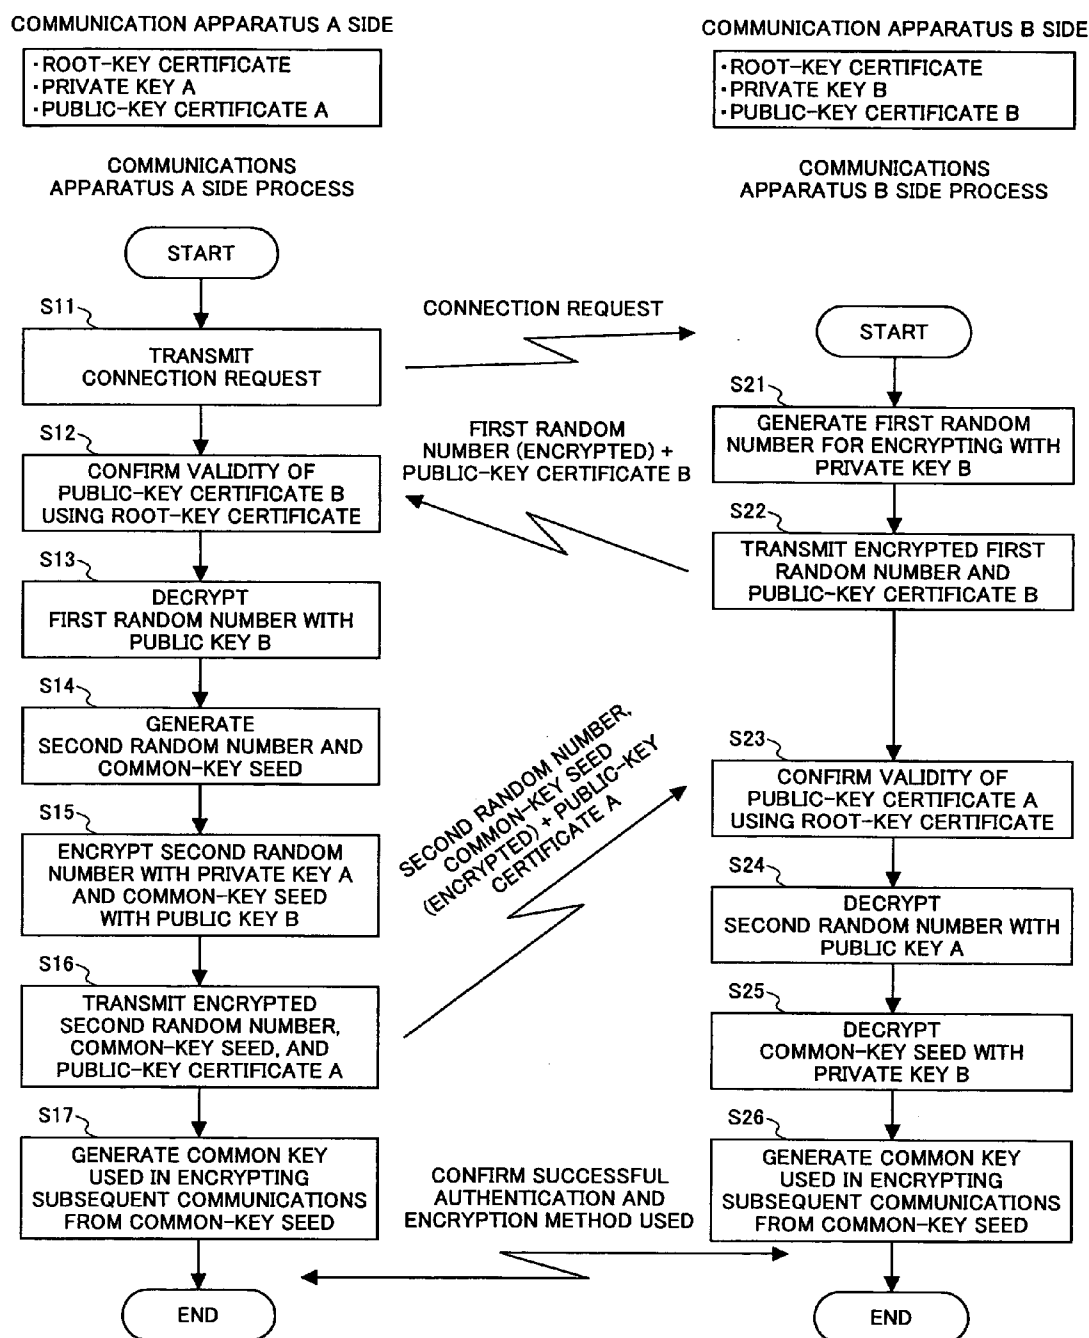 COMMUNICATION APPARATUS A SIDE
·ROOT-KEY CERTIFICATE
·PRIVATE KEY A
·PUBLIC-KEY CERTIFICATE A
COMMUNICATIONS
APPARATUS A SIDE PROCESS
START
S11
TRANSMIT
CONNECTION REQUEST
S12
CONFIRM VALIDITY OF
PUBLIC-KEY CERTIFICATE B
USING ROOT-KEY CERTIFICATE
S13
DECRYPT
FIRST RANDOM NUMBER WITH
PUBLIC KEY B
S14
GENERATE
SECOND RANDOM NUMBER AND
COMMON-KEY SEED
S15
ENCRYPT SECOND RANDOM
NUMBER WITH PRIVATE KEY A
AND COMMON-KEY SEED
WITH PUBLIC KEY B
S16
TRANSMIT ENCRYPTED
SECOND RANDOM NUMBER,
COMMON-KEY SEED, AND
PUBLIC-KEY CERTIFICATE A
S17
GENERATE COMMON KEY
USED IN ENCRYPTING
SUBSEQUENT COMMUNICATIONS
FROM COMMON-KEY SEED
END
CONNECTION REQUEST
FIRST RANDOM
NUMBER (ENCRYPTED) +
PUBLIC-KEY CERTIFICATE B
SECOND RANDOM NUMBER,
COMMON-KEY SEED
(ENCRYPTED) + PUBLIC-KEY
CERTIFICATE A
CONFIRM SUCCESSFUL
AUTHENTICATION AND
ENCRYPTION METHOD USED
COMMUNICATION APPARATUS B SIDE
·ROOT-KEY CERTIFICATE
·PRIVATE KEY B
·PUBLIC-KEY CERTIFICATE B
COMMUNICATIONS
APPARATUS B SIDE PROCESS
START
S21
GENERATE FIRST RANDOM
NUMBER FOR ENCRYPTING WITH
PRIVATE KEY B
S22
TRANSMIT ENCRYPTED FIRST
RANDOM NUMBER AND
PUBLIC-KEY CERTIFICATE B
S23
CONFIRM VALIDITY OF
PUBLIC-KEY CERTIFICATE A
USING ROOT-KEY CERTIFICATE
S24
DECRYPT
SECOND RANDOM NUMBER WITH
PUBLIC KEY A
S25
DECRYPT
COMMON-KEY SEED WITH
PRIVATE KEY B
S26
GENERATE COMMON KEY
USED IN ENCRYPTING
SUBSEQUENT COMMUNICATIONS
FROM COMMON-KEY SEED
END